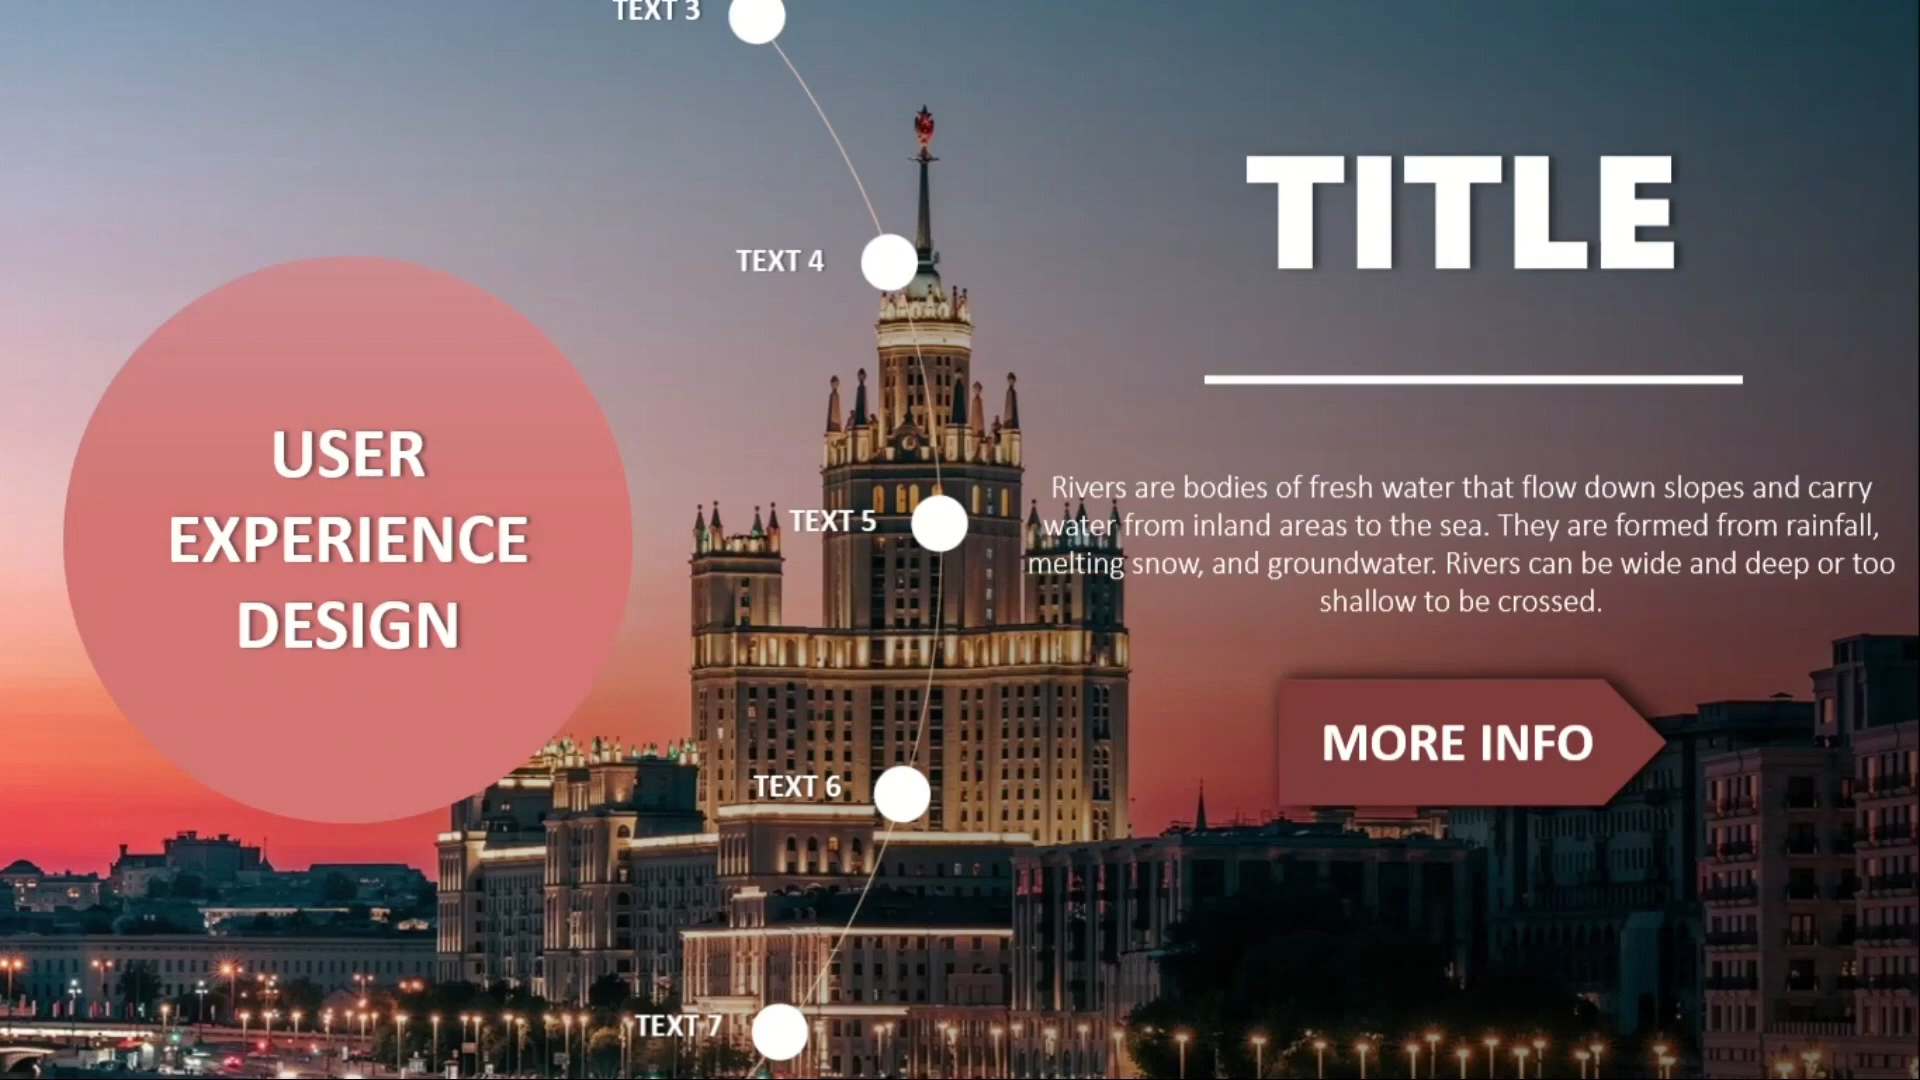 TEXT 3
TEXT 4
TEXT 5
TEXT 6
TEXT 7
USER
EXPERIENCE
DESIGN
TITLE
Rivers are bodies of fresh water that flow down slopes and carry
water from inland areas to the sea. They are formed from rainfall,
melting snow, and groundwater. Rivers can be wide and deep or too
shallow to be crossed.
MORE INFO